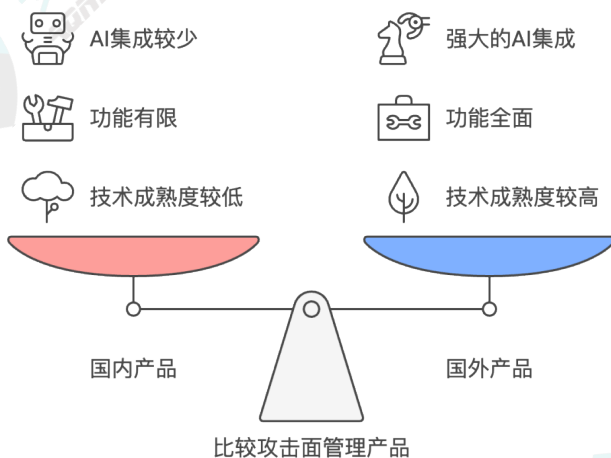 AI集成较少
强大的AI集成
功能有限
功能全面
技术成熟度较低
技术成熟度较高
国内产品
国外产品
比较攻击面管理产品